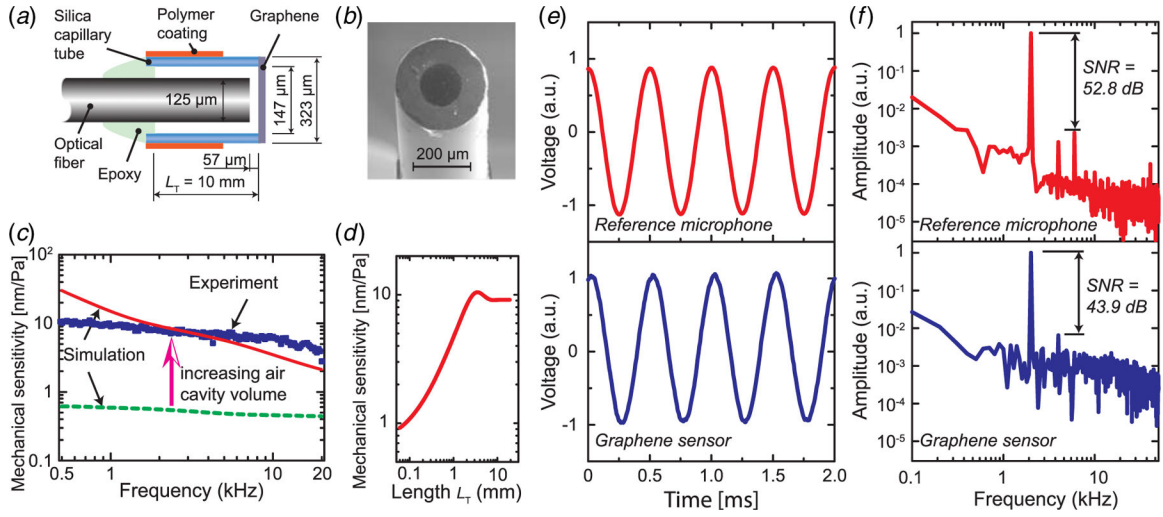 (a)
Silica
capillary
tube
Polymer
coating
Graphene
125 µm
147 µm
323 µm
Optical
fiber
Epoxy
57 µm
L_T = 10 mm
(b)
200 µm
(c)
Mechanical sensitivity [nm/Pa]
10²
10
1
0.1
Experiment
Simulation
increasing air
cavity volume
0.5
1
10
20
Frequency (kHz)
(d)
Mechanical sensitivity [nm/Pa]
10
1
0.1
1
10
Length L_T (mm)
(e)
Voltage (a.u.)
1
0
-1
Reference microphone
Voltage (a.u.)
1
0
-1
Graphene sensor
0
0.5
1.0
1.5
2.0
Time [ms]
(f)
Amplitude (a.u.)
1
10⁻¹
10⁻²
10⁻³
10⁻⁴
10⁻⁵
SNR =
52.8 dB
Reference microphone
Amplitude (a.u.)
1
10⁻¹
10⁻²
10⁻³
10⁻⁴
10⁻⁵
SNR =
43.9 dB
Graphene sensor
0.1
1
10
Frequency (kHz)